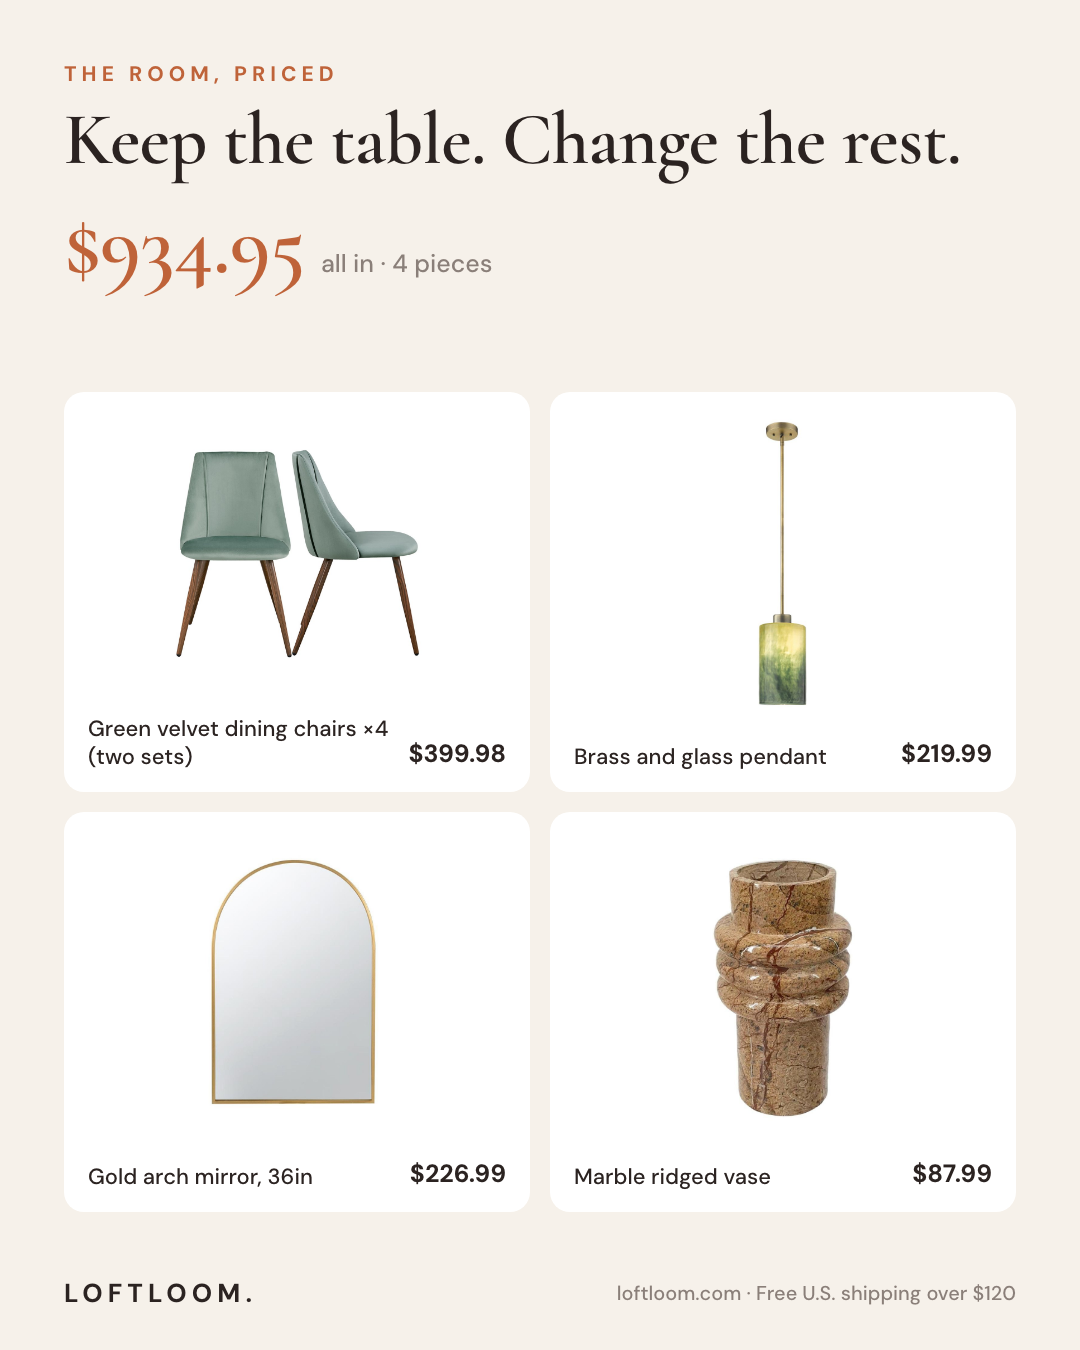 THE ROOM, PRICED
Keep the table. Change the rest.
$934.95 all in · 4 pieces
Green velvet dining chairs ×4
(two sets) $399.98
Brass and glass pendant $219.99
Gold arch mirror, 36in $226.99
Marble ridged vase $87.99
LOFTLOOM.
loftloom.com · Free U.S. shipping over $120